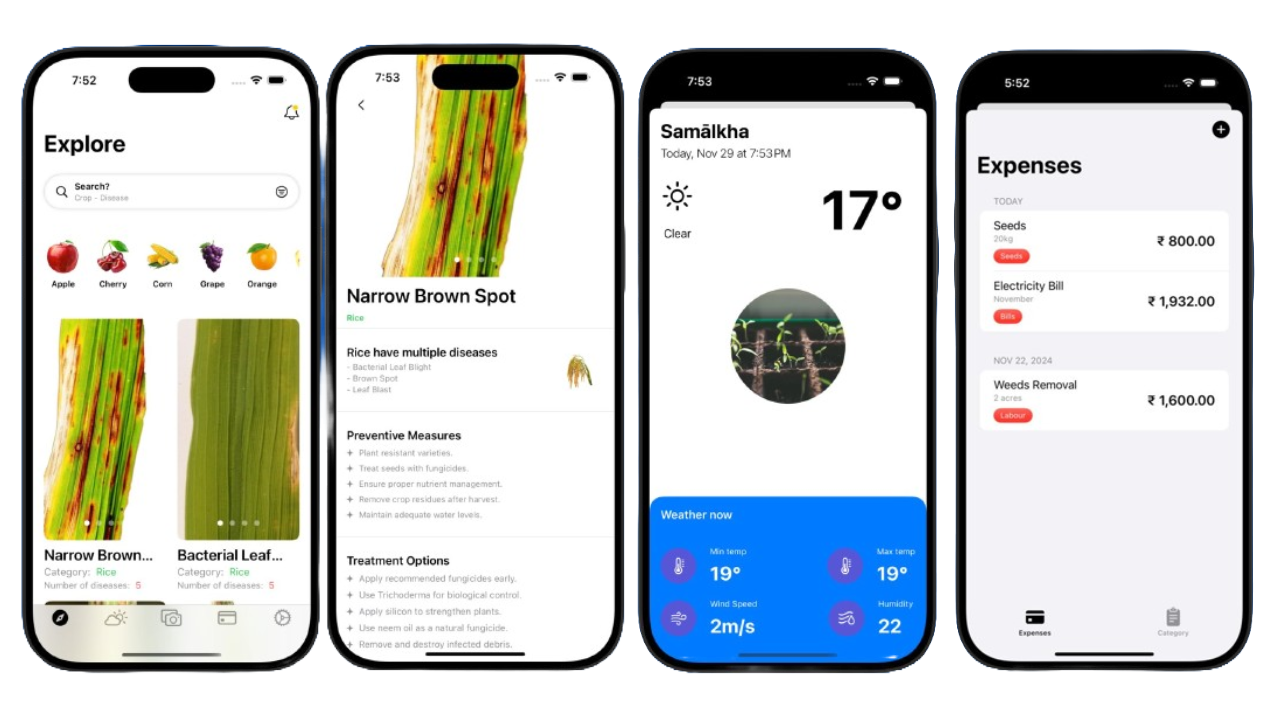 7:52
Explore
Search?
Crop - Disease
Apple
Cherry
Corn
Grape
Orange
Narrow Brown...
Category: Rice
Number of diseases: 5
Bacterial Leaf...
Category: Rice
Number of diseases: 5
7:53
Narrow Brown Spot
Rice
Rice have multiple diseases
- Bacterial Leaf Blight
- Brown Spot
- Leaf Blast
Preventive Measures
+ Plant resistant varieties.
+ Treat seeds with fungicides.
+ Ensure proper nutrient management.
+ Remove crop residues after harvest.
+ Maintain adequate water levels.
Treatment Options
+ Apply recommended fungicides early.
+ Use Trichoderma for biological control.
+ Apply silicon to strengthen plants.
+ Use neem oil as a natural fungicide.
+ Remove and destroy infected debris.
7:53
Samālkha
Today, Nov 29 at 7:53 PM
17°
Clear
Weather now
Min temp
19°
Max temp
19°
Wind Speed
2m/s
Humidity
22
5:52
Expenses
TODAY
Seeds
20kg
Seeds
₹ 800.00
Electricity Bill
November
Bills
₹ 1,932.00
NOV 22, 2024
Weeds Removal
2 acres
Labour
₹ 1,600.00
Expenses
Category